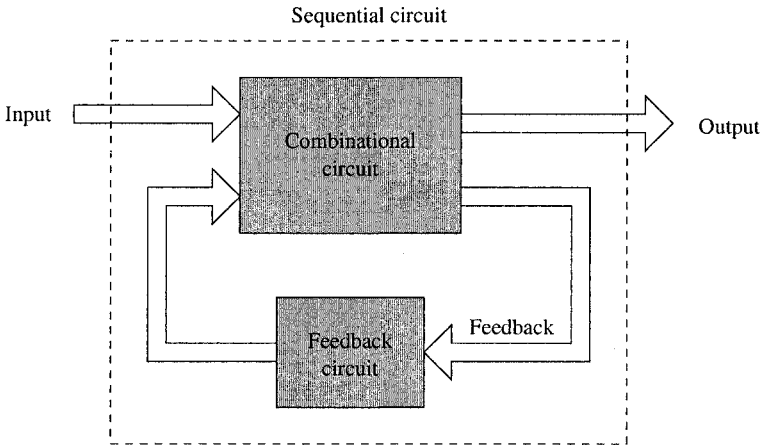 Sequential circuit
Input
Combinational
circuit
Output
Feedback
Feedback
circuit